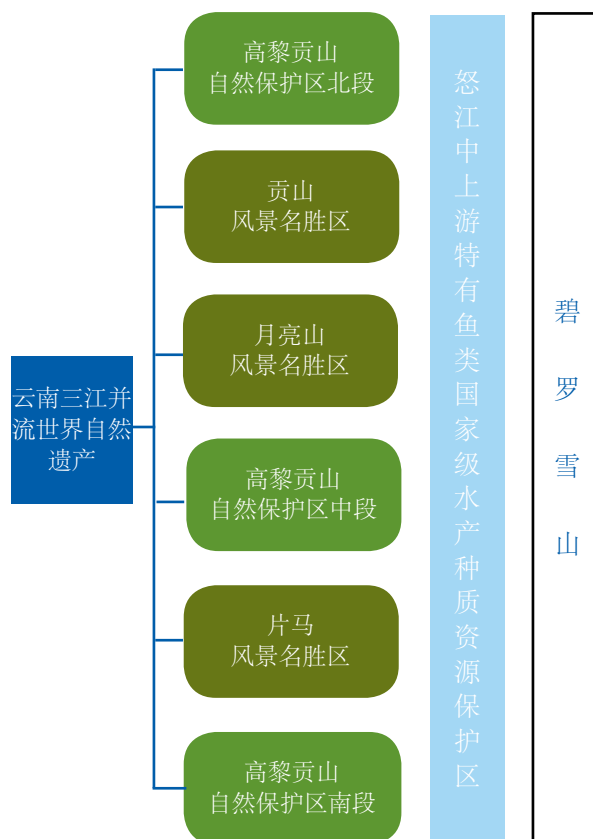 高黎贡山
自然保护区北段
贡山
风景名胜区
月亮山
风景名胜区
云南三江并
流世界自然
遗产
高黎贡山
自然保护区中段
片马
风景名胜区
高黎贡山
自然保护区南段
怒江中上游特有鱼类国家级水产种质资源保护区
碧罗雪山